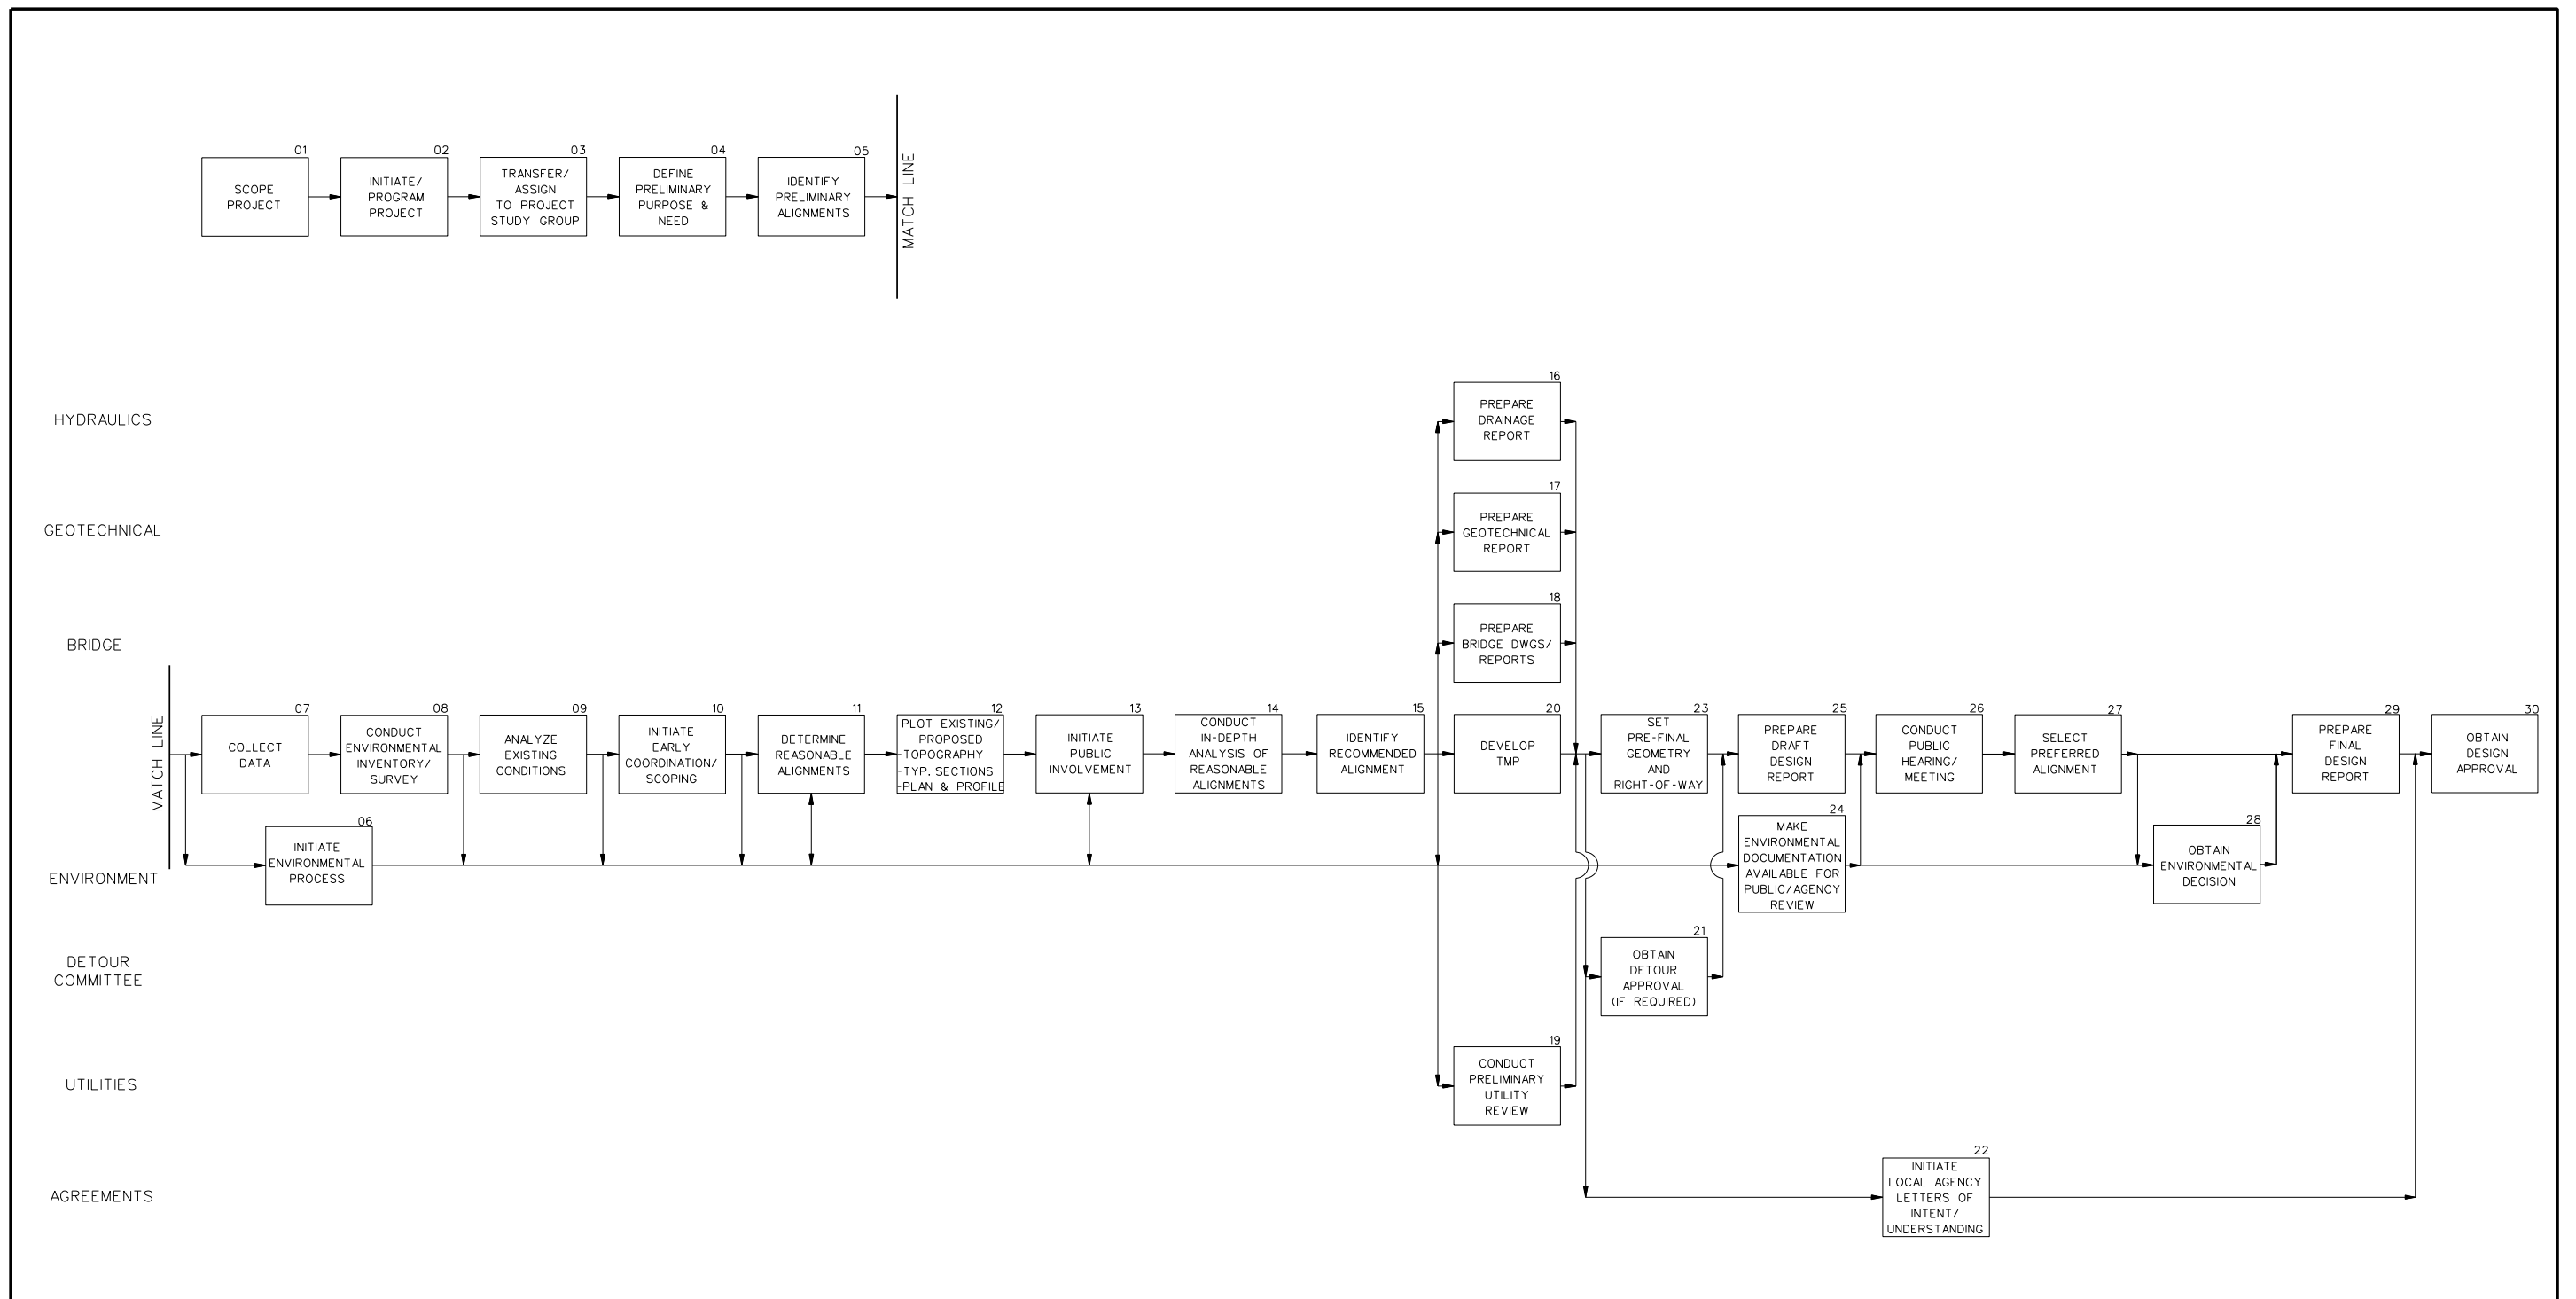 01
SCOPE
PROJECT
02
INITIATE/
PROGRAM
PROJECT
03
TRANSFER/
ASSIGN
TO PROJECT
STUDY GROUP
04
DEFINE
PRELIMINARY
PURPOSE &
NEED
05
IDENTIFY
PRELIMINARY
ALIGNMENTS
MATCH LINE
HYDRAULICS
16
PREPARE
DRAINAGE
REPORT
GEOTECHNICAL
17
PREPARE
GEOTECHNICAL
REPORT
BRIDGE
18
PREPARE
BRIDGE DWGS/
REPORTS
MATCH LINE
07
COLLECT
DATA
08
CONDUCT
ENVIRONMENTAL
INVENTORY/
SURVEY
09
ANALYZE
EXISTING
CONDITIONS
10
INITIATE
EARLY
COORDINATION/
SCOPING
11
DETERMINE
REASONABLE
ALIGNMENTS
12
PLOT EXISTING/
PROPOSED
-TOPOGRAPHY
-TYP. SECTIONS
-PLAN & PROFILE
13
INITIATE
PUBLIC
INVOLVEMENT
14
CONDUCT
IN-DEPTH
ANALYSIS OF
REASONABLE
ALIGNMENTS
15
IDENTIFY
RECOMMENDED
ALIGNMENT
20
DEVELOP
TMP
23
SET
PRE-FINAL
GEOMETRY
AND
RIGHT-OF-WAY
25
PREPARE
DRAFT
DESIGN
REPORT
26
CONDUCT
PUBLIC
HEARING/
MEETING
27
SELECT
PREFERRED
ALIGNMENT
29
PREPARE
FINAL
DESIGN
REPORT
30
OBTAIN
DESIGN
APPROVAL
ENVIRONMENT
06
INITIATE
ENVIRONMENTAL
PROCESS
24
MAKE
ENVIRONMENTAL
DOCUMENTATION
AVAILABLE FOR
PUBLIC/AGENCY
REVIEW
28
OBTAIN
ENVIRONMENTAL
DECISION
DETOUR
COMMITTEE
21
OBTAIN
DETOUR
APPROVAL
(IF REQUIRED)
UTILITIES
19
CONDUCT
PRELIMINARY
UTILITY
REVIEW
AGREEMENTS
22
INITIATE
LOCAL AGENCY
LETTERS OF
INTENT/
UNDERSTANDING